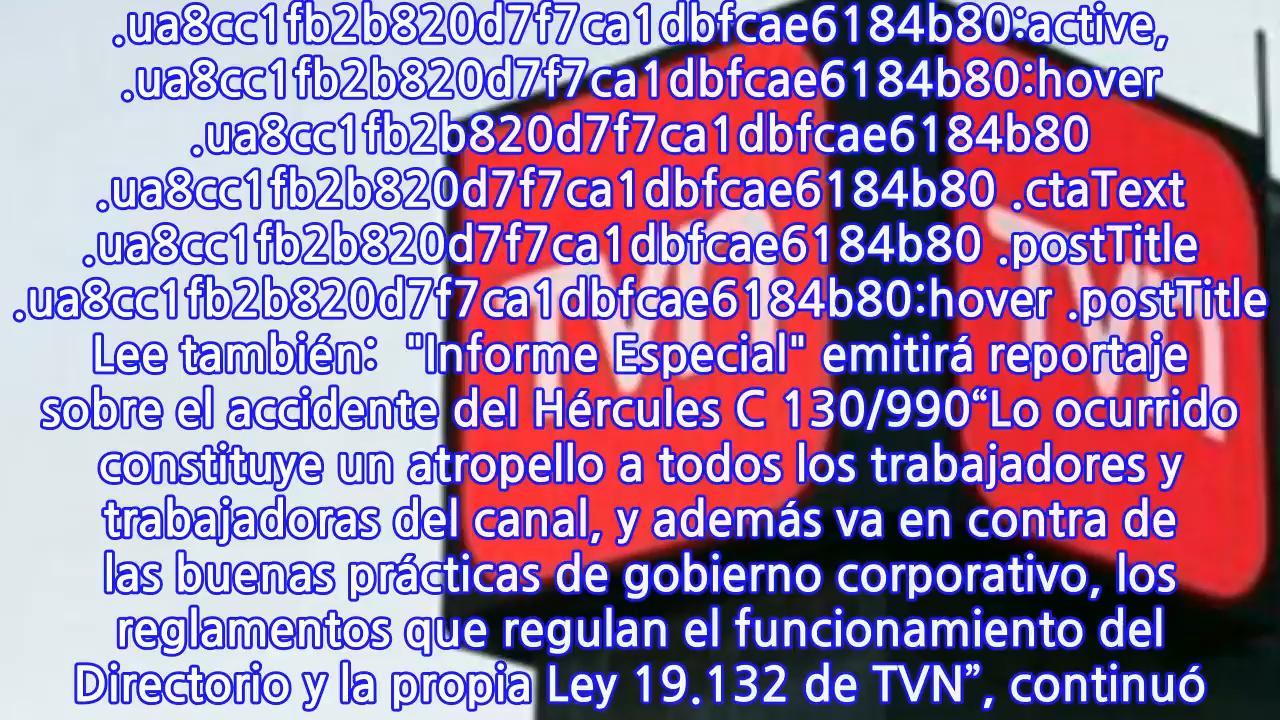 .ua8cc1fb2b820d7f7ca1dbfcae6184b80:active,
.ua8cc1fb2b820d7f7ca1dbfcae6184b80:hover
.ua8cc1fb2b820d7f7ca1dbfcae6184b80
.ua8cc1fb2b820d7f7ca1dbfcae6184b80 .ctaText
.ua8cc1fb2b820d7f7ca1dbfcae6184b80 .postTitle
.ua8cc1fb2b820d7f7ca1dbfcae6184b80:hover .postTitle
Lee también:  "Informe Especial" emitirá reportaje
sobre el accidente del Hércules C 130/990“Lo ocurrido
constituye un atropello a todos los trabajadores y
trabajadoras del canal, y además va en contra de
las buenas prácticas de gobierno corporativo, los
reglamentos que regulan el funcionamiento del
Directorio y la propia Ley 19.132 de TVN”, continuó
TVN
TVN